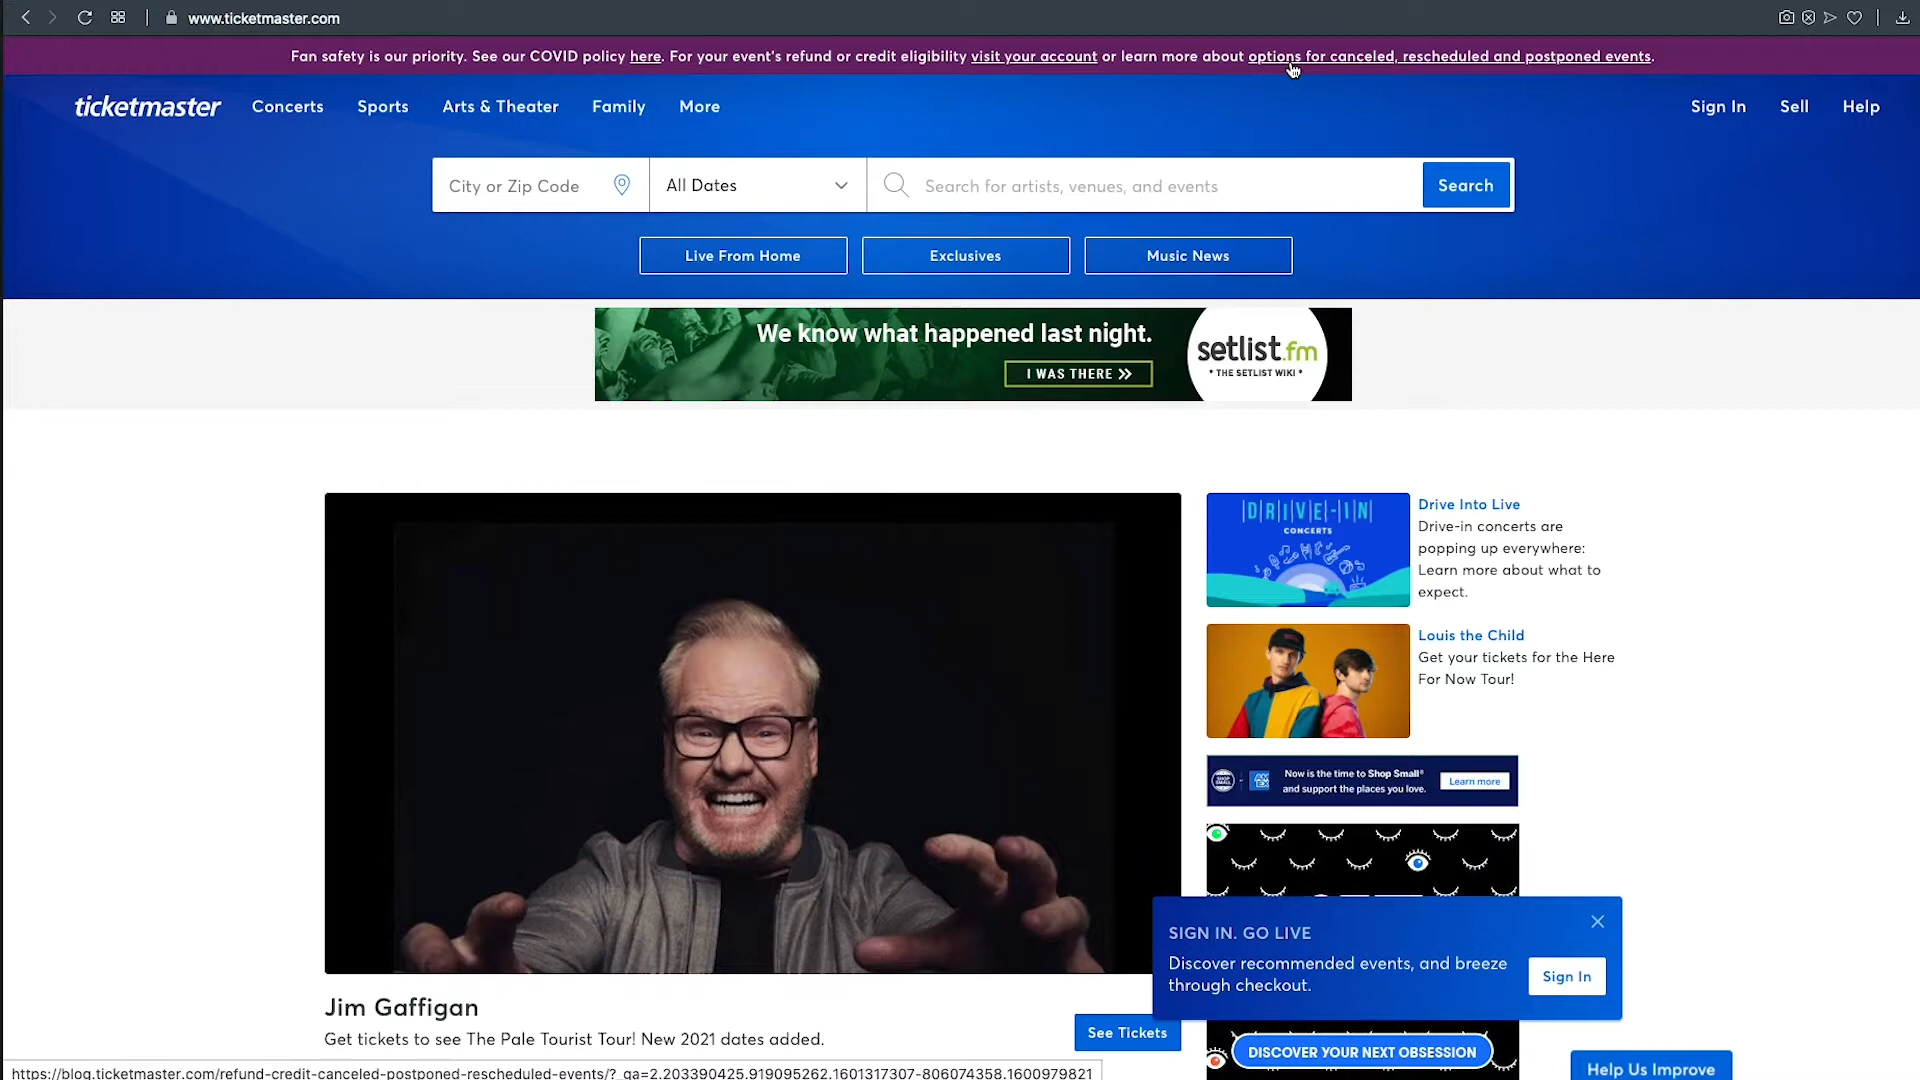 www.ticketmaster.com
Fan safety is our priority. See our COVID policy here. For your event's refund or credit eligibility visit your account or learn more about options for canceled, rescheduled and postponed events.
ticketmaster Concerts Sports Arts & Theater Family More Sign In Sell Help
City or Zip Code All Dates Search for artists, venues, and events Search
Live From Home Exclusives Music News
We know what happened last night.
I WAS THERE »
setlist.fm
* THE SETLIST WIKI *
D|R|I|V|E|-|I|N
CONCERTS
Drive Into Live
Drive-in concerts are
popping up everywhere:
Learn more about what to
expect.
Louis the Child
Get your tickets for the Here
For Now Tour!
SHOP SMALL
Now is the time to Shop Small®
and support the places you love.
Learn more
SIGN IN. GO LIVE
Discover recommended events, and breeze
through checkout.
Sign In
Jim Gaffigan
Get tickets to see The Pale Tourist Tour! New 2021 dates added.
See Tickets
DISCOVER YOUR NEXT OBSESSION
Help Us Improve
https://blog.ticketmaster.com/refund-credit-canceled-postponed-rescheduled-events/?_ga=2.203390425.919095262.1601317307-806074358.1600979821